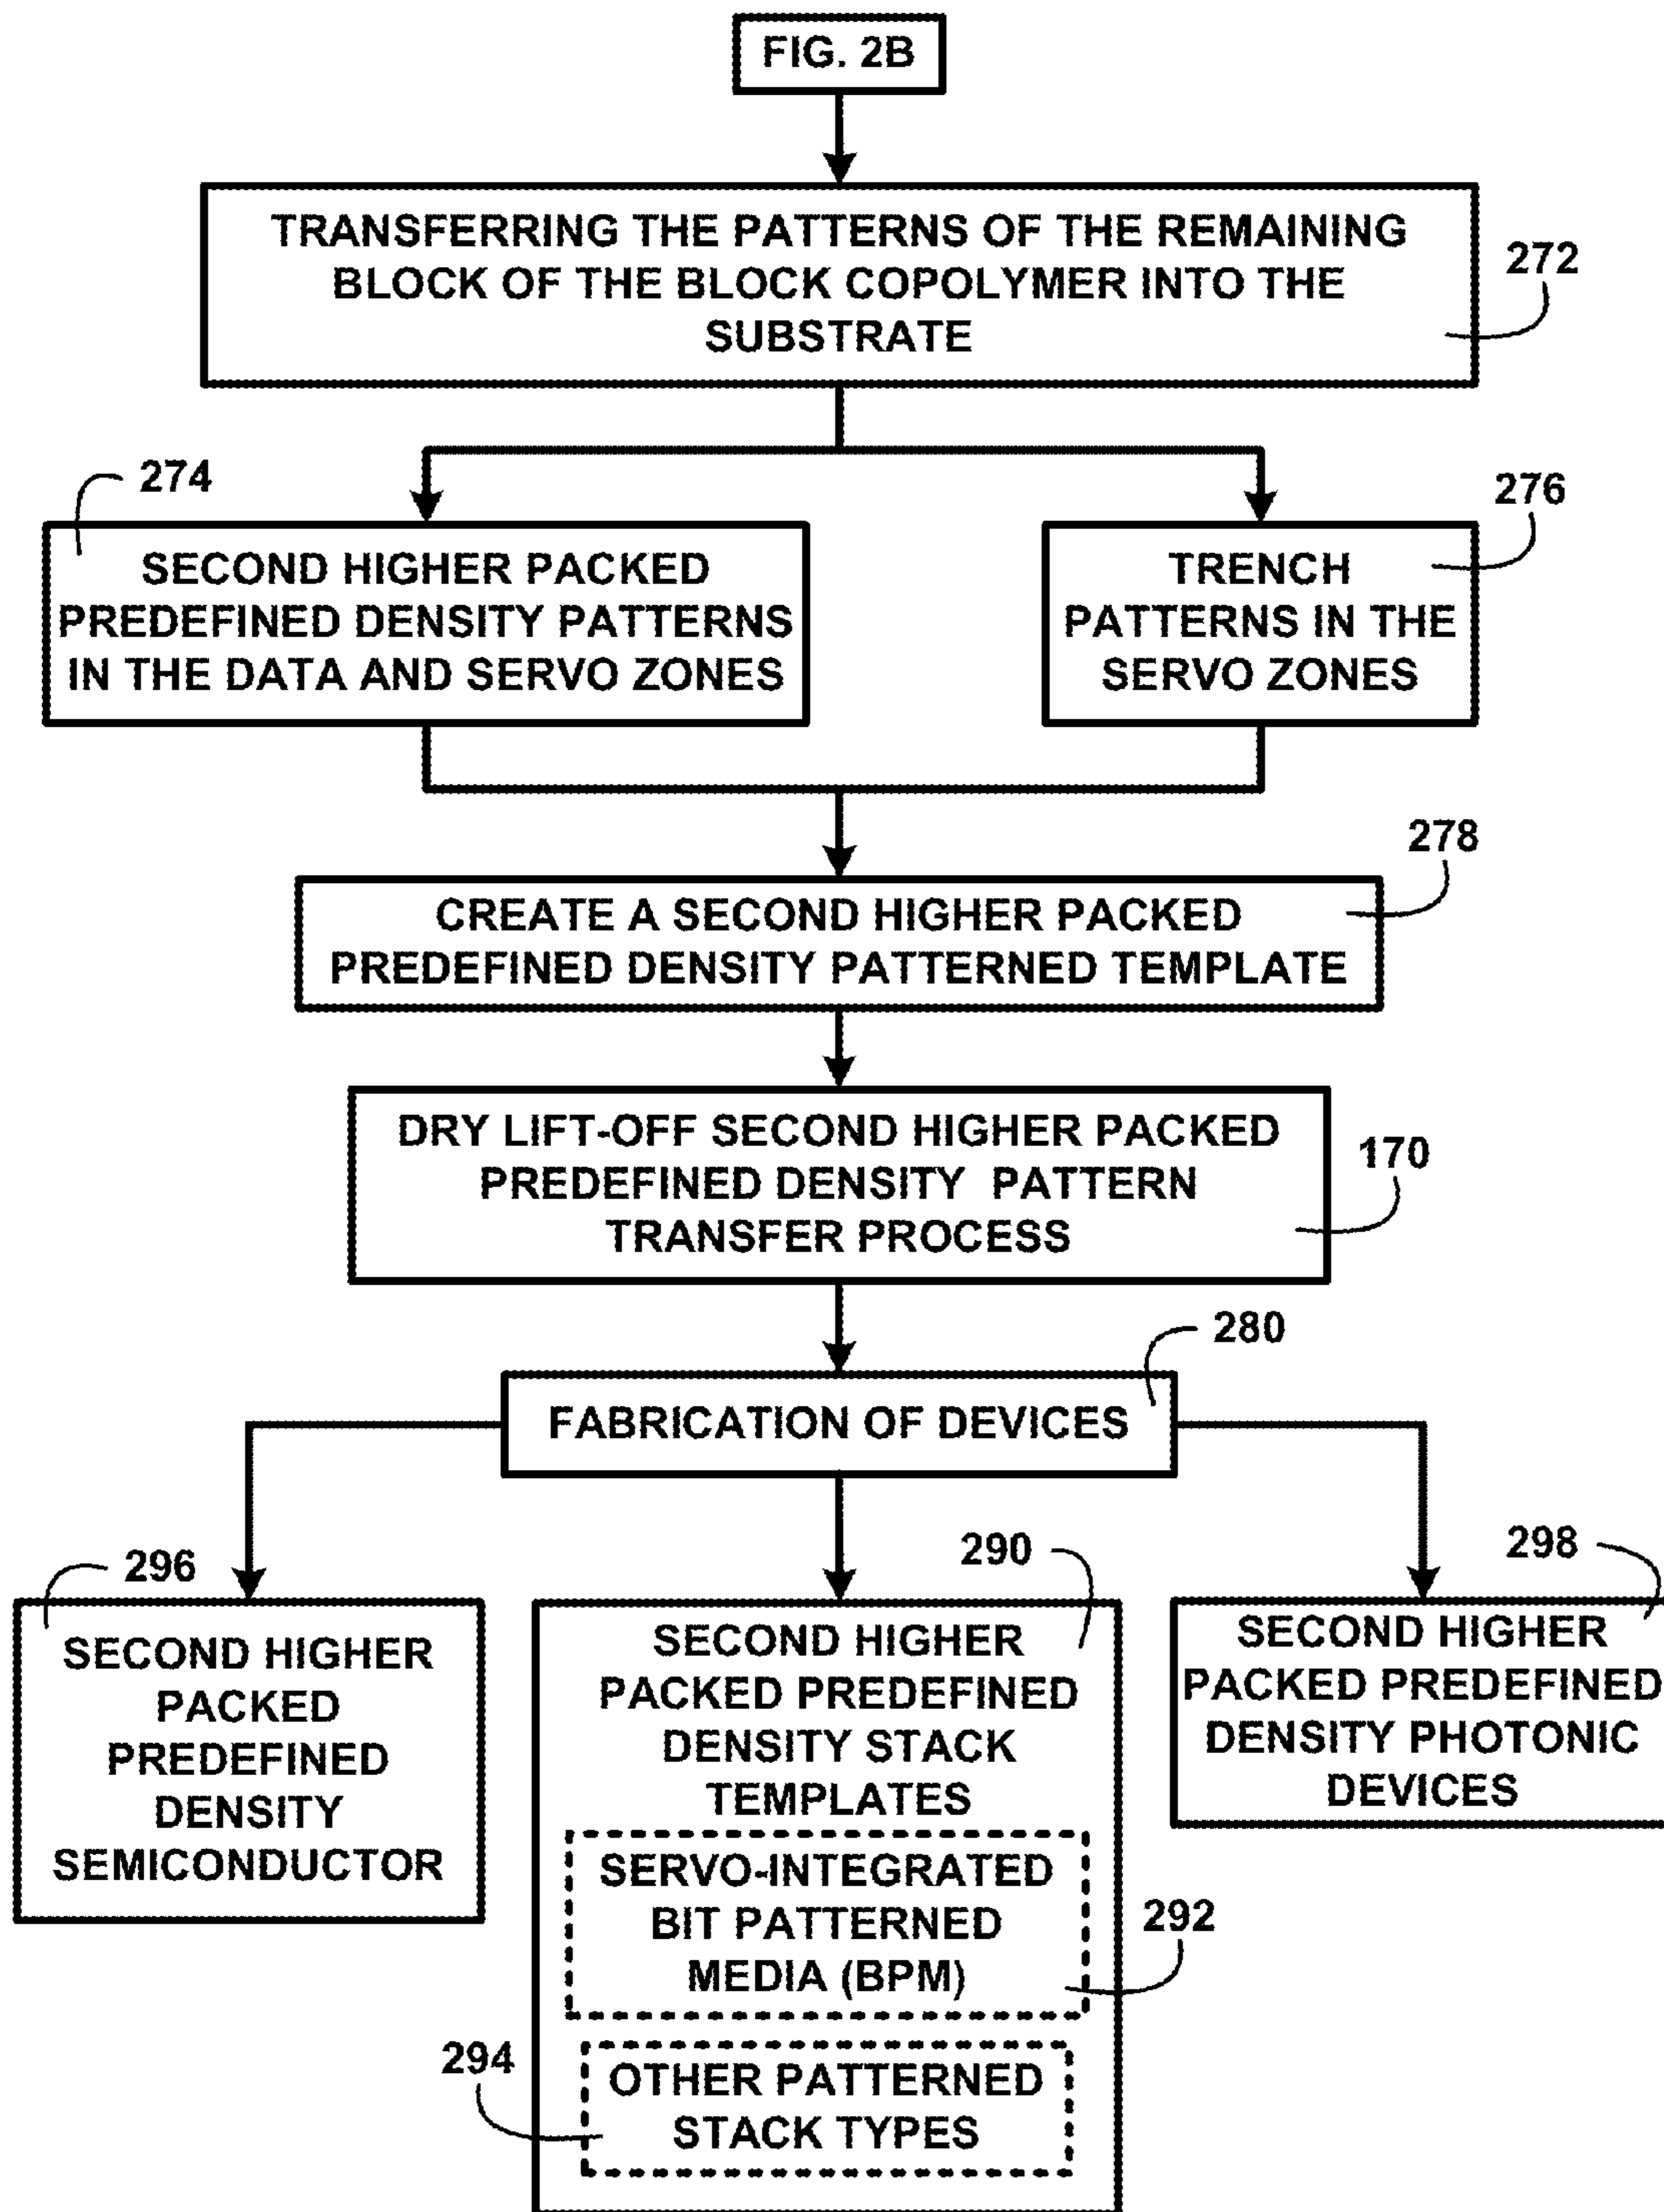 FIG. 2B
TRANSFERRING THE PATTERNS OF THE REMAINING
BLOCK OF THE BLOCK COPOLYMER INTO THE
SUBSTRATE
272
274
SECOND HIGHER PACKED
PREDEFINED DENSITY PATTERNS
IN THE DATA AND SERVO ZONES
276
TRENCH
PATTERNS IN THE
SERVO ZONES
278
CREATE A SECOND HIGHER PACKED
PREDEFINED DENSITY PATTERNED TEMPLATE
DRY LIFT-OFF SECOND HIGHER PACKED
PREDEFINED DENSITY PATTERN
TRANSFER PROCESS
170
280
FABRICATION OF DEVICES
296
SECOND HIGHER
PACKED
PREDEFINED
DENSITY
SEMICONDUCTOR
290
SECOND HIGHER
PACKED PREDEFINED
DENSITY STACK
TEMPLATES
SERVO-INTEGRATED
BIT PATTERNED
MEDIA (BPM)
292
294
OTHER PATTERNED
STACK TYPES
298
SECOND HIGHER
PACKED PREDEFINED
DENSITY PHOTONIC
DEVICES